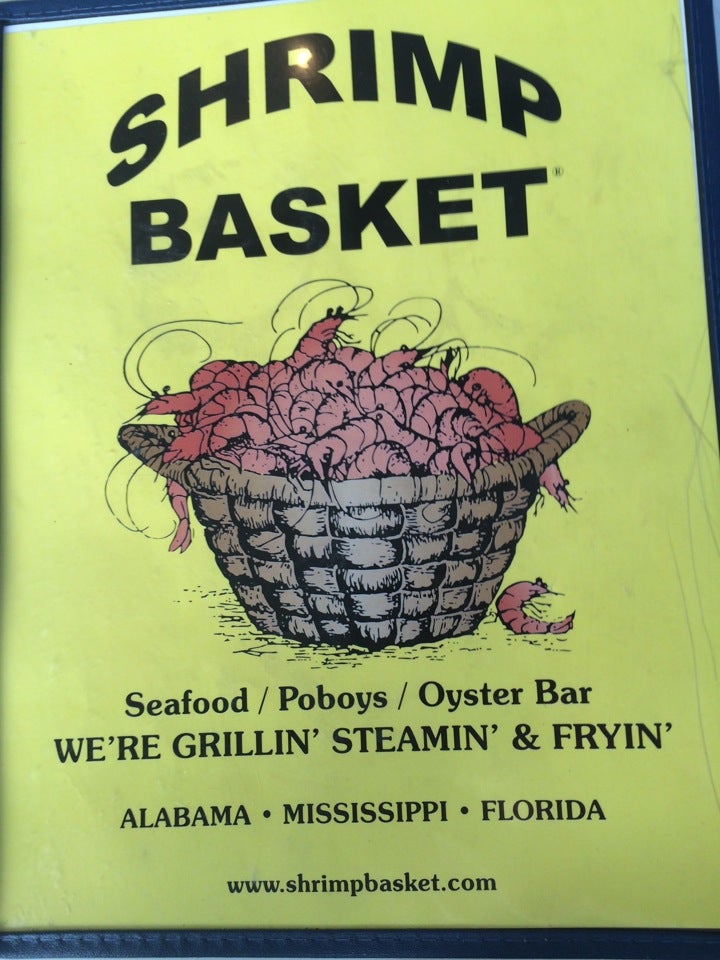 SHRIMP
BASKET®
Seafood / Poboys / Oyster Bar
WE'RE GRILLIN' STEAMIN' & FRYIN'
ALABAMA • MISSISSIPPI • FLORIDA
www.shrimpbasket.com